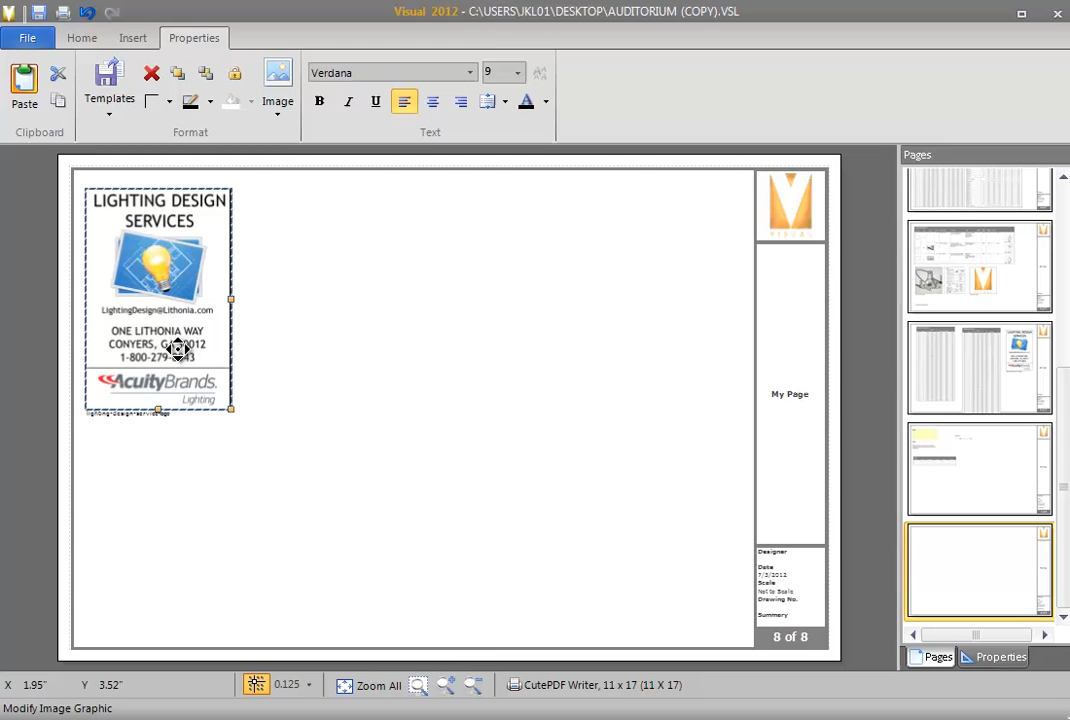 Visual 2012 - C:\USERS\JKL01\DESKTOP\AUDITORIUM (COPY).VSL
File
Home
Insert
Properties
Verdana
9
Paste
Templates
Image
B
I
U
A
Clipboard
Format
Text
Pages
LIGHTING DESIGN
SERVICES
LightingDesign@Lithonia.com
ONE LITHONIA WAY
CONYERS,
1-800-279-
AcuityBrands.
Lighting
VISUAL
My Page
Designer
Date
7/3/2012
Scale
Not to Scale
Drawing No.
Summary
8 of 8
Pages
Properties
X 1.95"
Y 3.52"
0.125
Zoom All
CutePDF Writer, 11 x 17 (11 X 17)
Modify Image Graphic